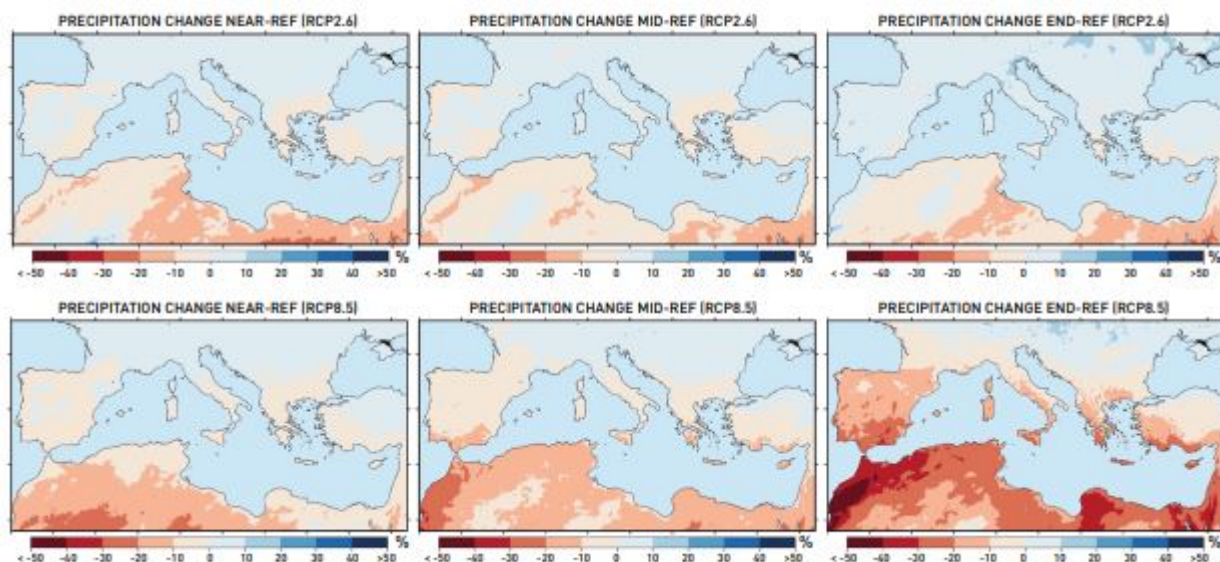 PRECIPITATION CHANGE NEAR-REF (RCP2.6)
PRECIPITATION CHANGE MID-REF (RCP2.6)
PRECIPITATION CHANGE END-REF (RCP2.6)
< -50 -40 -30 -20 -10 0 10 20 30 40 >50 %
< -50 -40 -30 -20 -10 0 10 20 30 40 >50 %
< -50 -40 -30 -20 -10 0 10 20 30 40 >50 %
PRECIPITATION CHANGE NEAR-REF (RCP8.5)
PRECIPITATION CHANGE MID-REF (RCP8.5)
PRECIPITATION CHANGE END-REF (RCP8.5)
< -50 -40 -30 -20 -10 0 10 20 30 40 >50 %
< -50 -40 -30 -20 -10 0 10 20 30 40 >50 %
< -50 -40 -30 -20 -10 0 10 20 30 40 >50 %